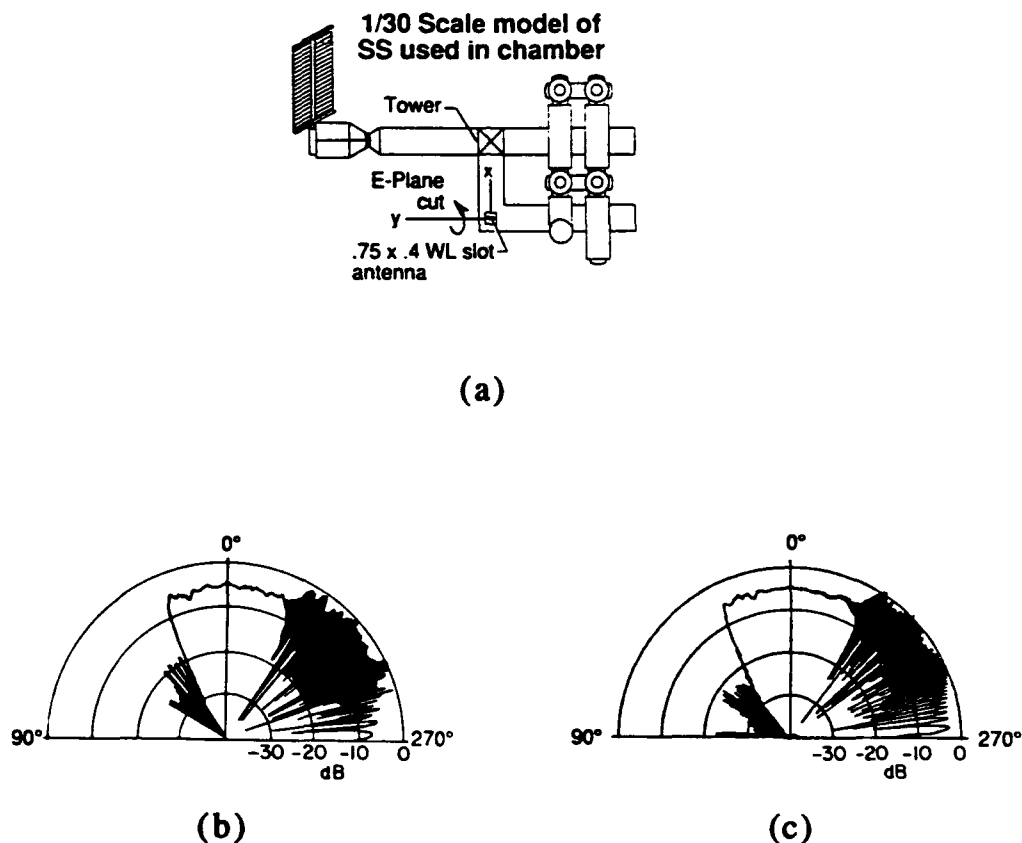 1/30 Scale model of
SS used in chamber
Tower
x
E-Plane
cut
y
.75 x .4 WL slot
antenna
(a)
0°
90°
270°
-30 -20 -10 0
dB
(b)
0°
90°
270°
-30 -20 -10 0
dB
(c)